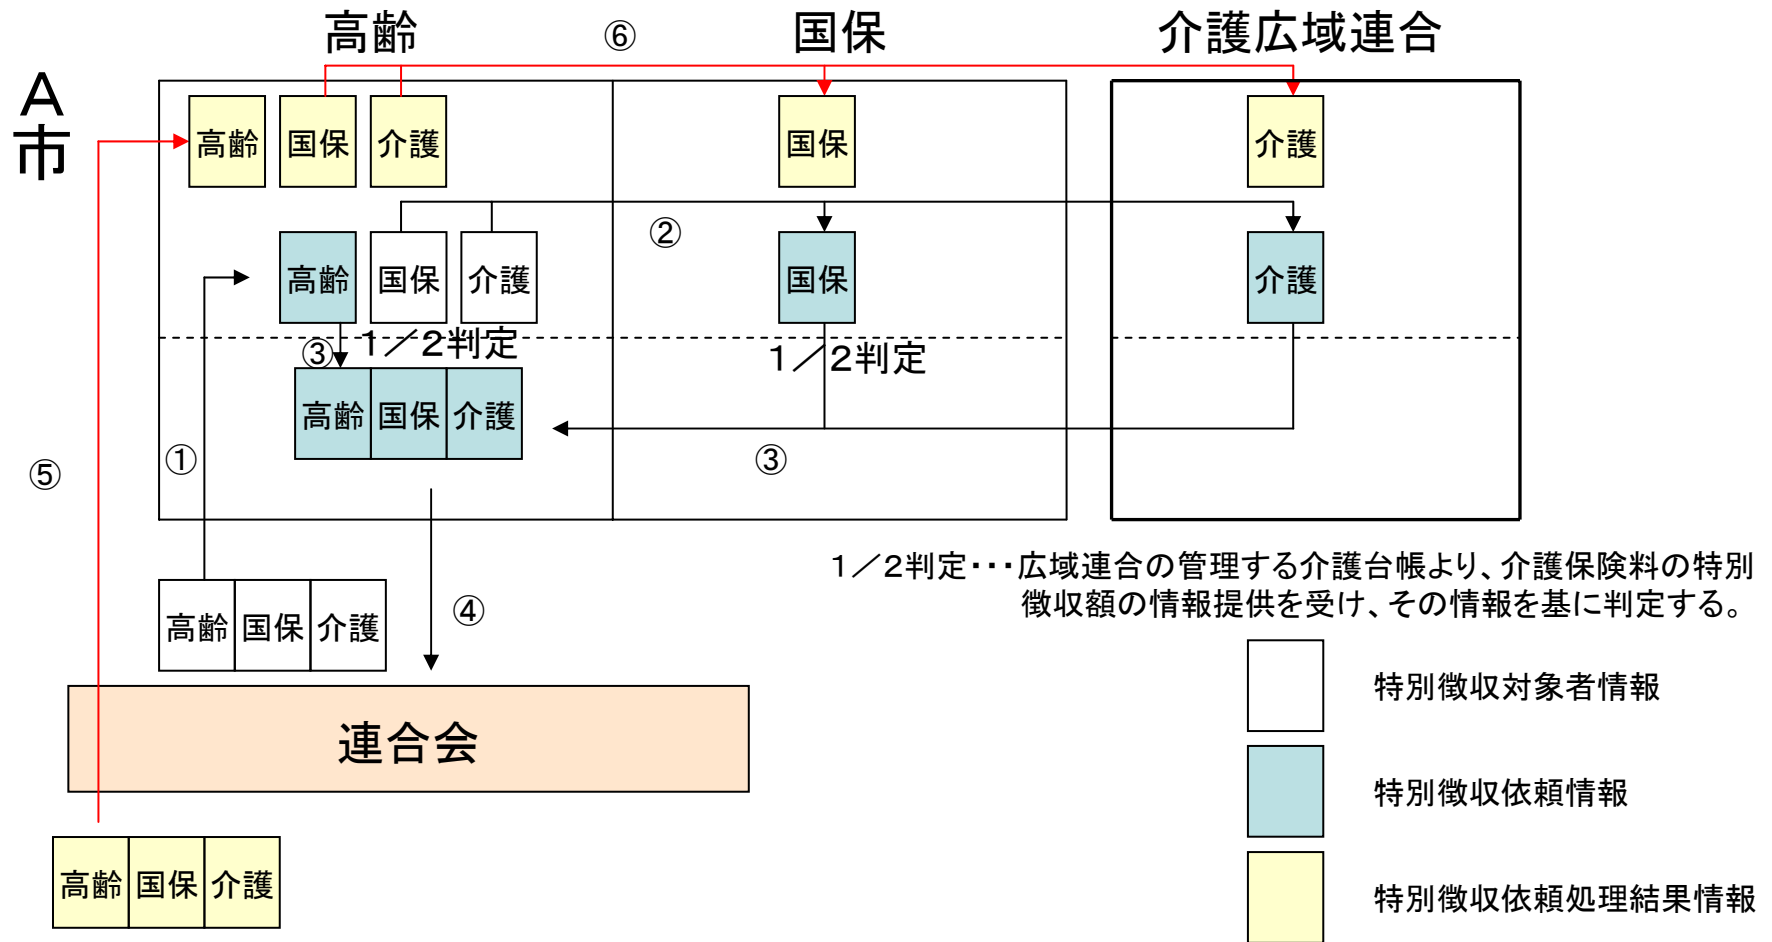 高齢
⑥
国保
介護広域連合
A
市
高齢
国保
介護
国保
介護
②
高齢
国保
介護
国保
介護
③
1／2判定
1／2判定
高齢
国保
介護
⑤
①
③
1／2判定・・・広域連合の管理する介護台帳より、介護保険料の特別
徴収額の情報提供を受け、その情報を基に判定する。
高齢
国保
介護
④
特別徴収対象者情報
連合会
特別徴収依頼情報
高齢
国保
介護
特別徴収依頼処理結果情報